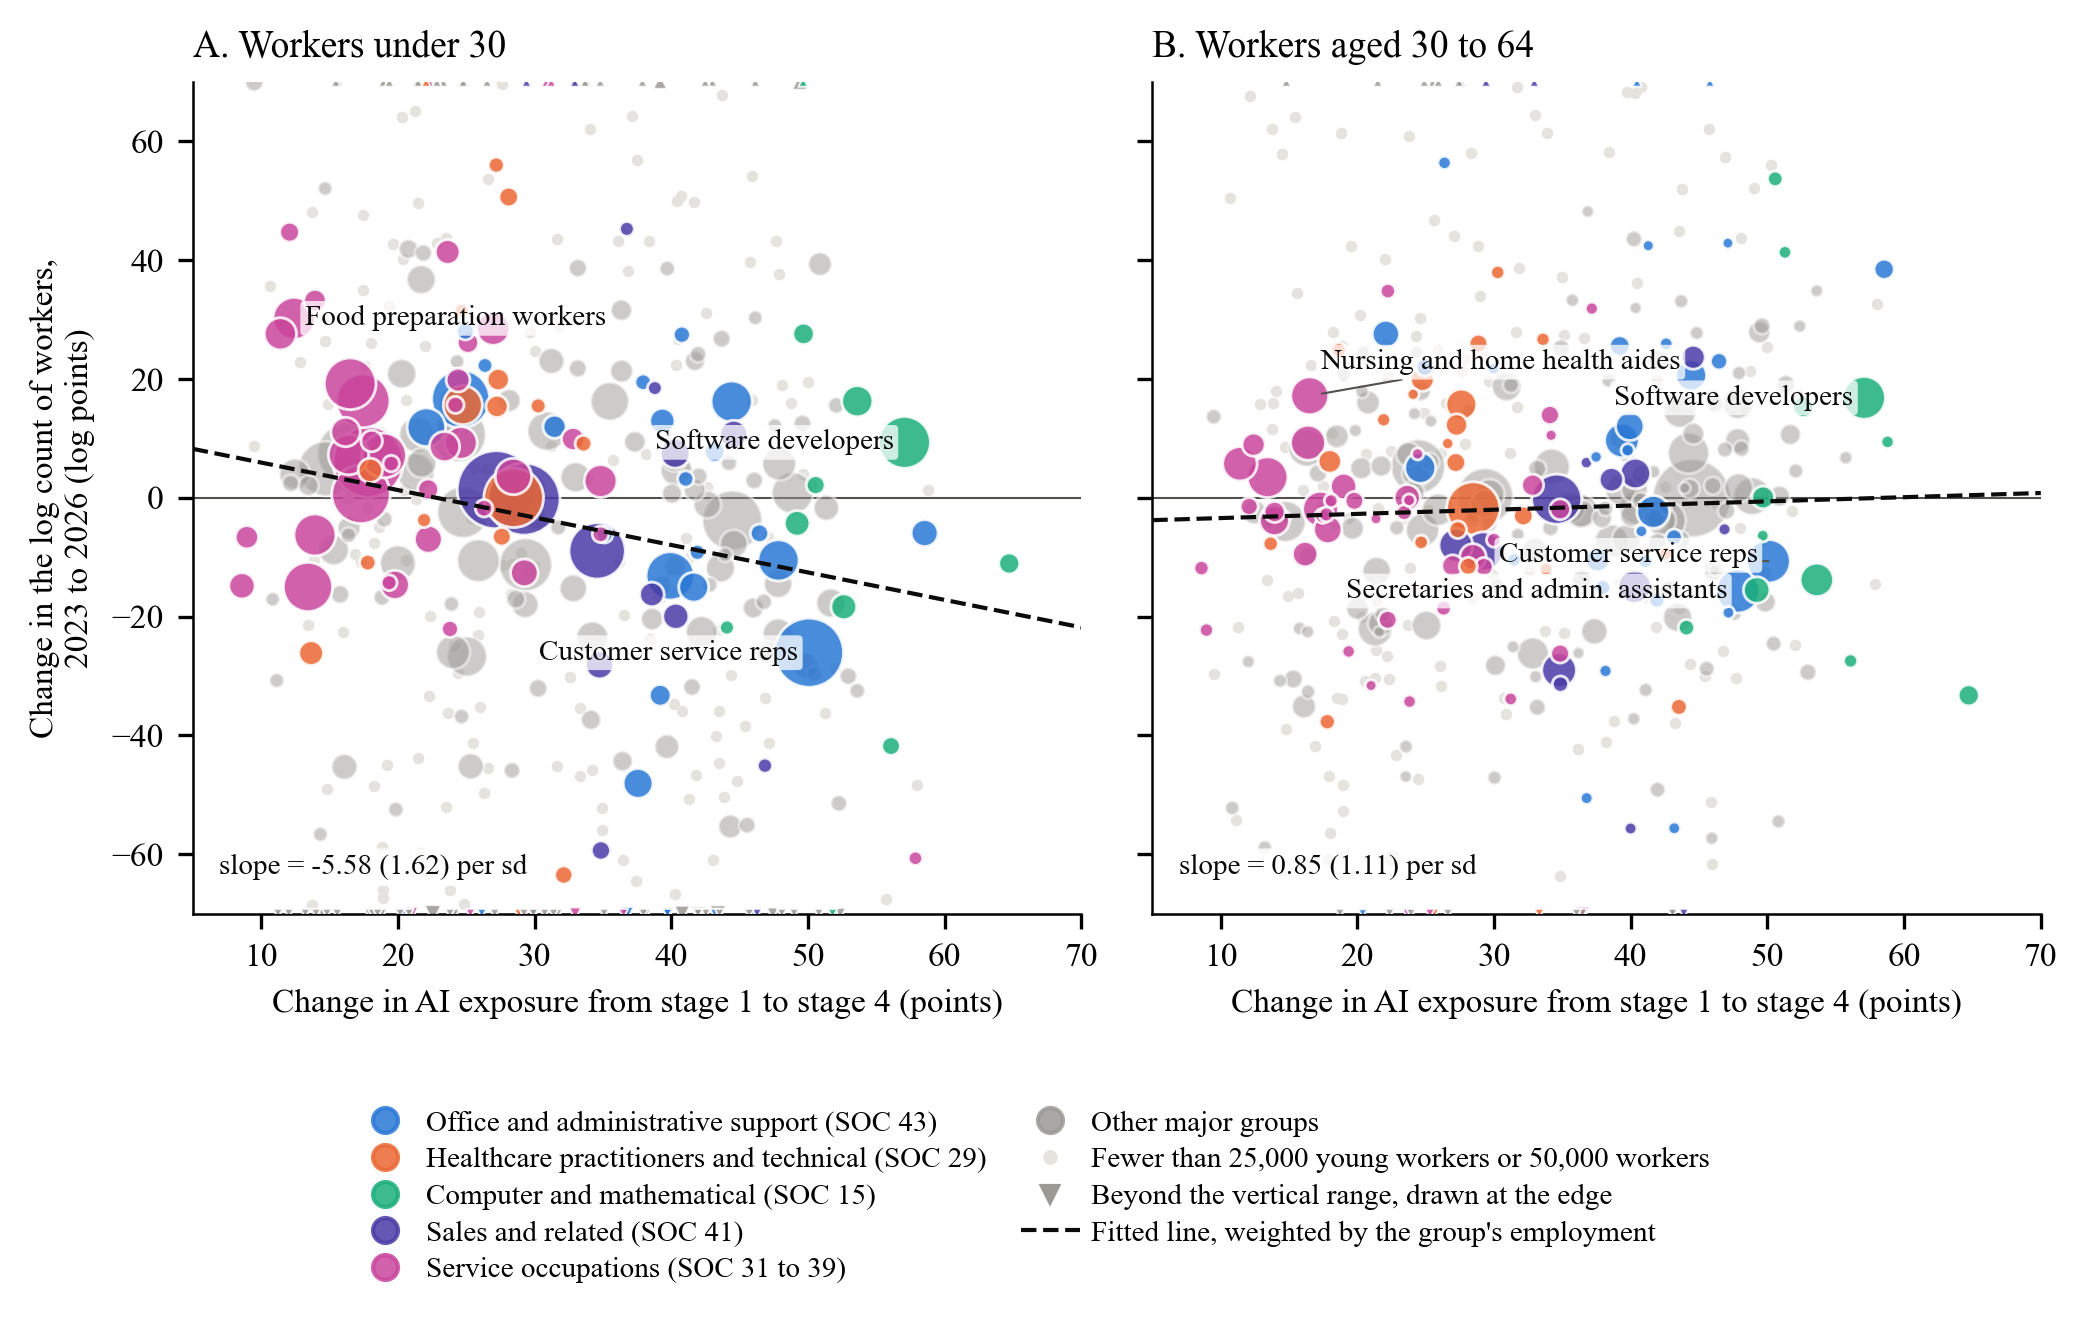 A. Workers under 30
B. Workers aged 30 to 64
Change in the log count of workers,
2023 to 2026 (log points)
60
40
20
0
−20
−40
−60
Food preparation workers
Software developers
Customer service reps
slope = -5.58 (1.62) per sd
10 20 30 40 50 60 70
Change in AI exposure from stage 1 to stage 4 (points)
Nursing and home health aides
Software developers
Customer service reps
Secretaries and admin. assistants
slope = 0.85 (1.11) per sd
10 20 30 40 50 60 70
Change in AI exposure from stage 1 to stage 4 (points)
Office and administrative support (SOC 43)
Healthcare practitioners and technical (SOC 29)
Computer and mathematical (SOC 15)
Sales and related (SOC 41)
Service occupations (SOC 31 to 39)
Other major groups
Fewer than 25,000 young workers or 50,000 workers
Beyond the vertical range, drawn at the edge
Fitted line, weighted by the group's employment